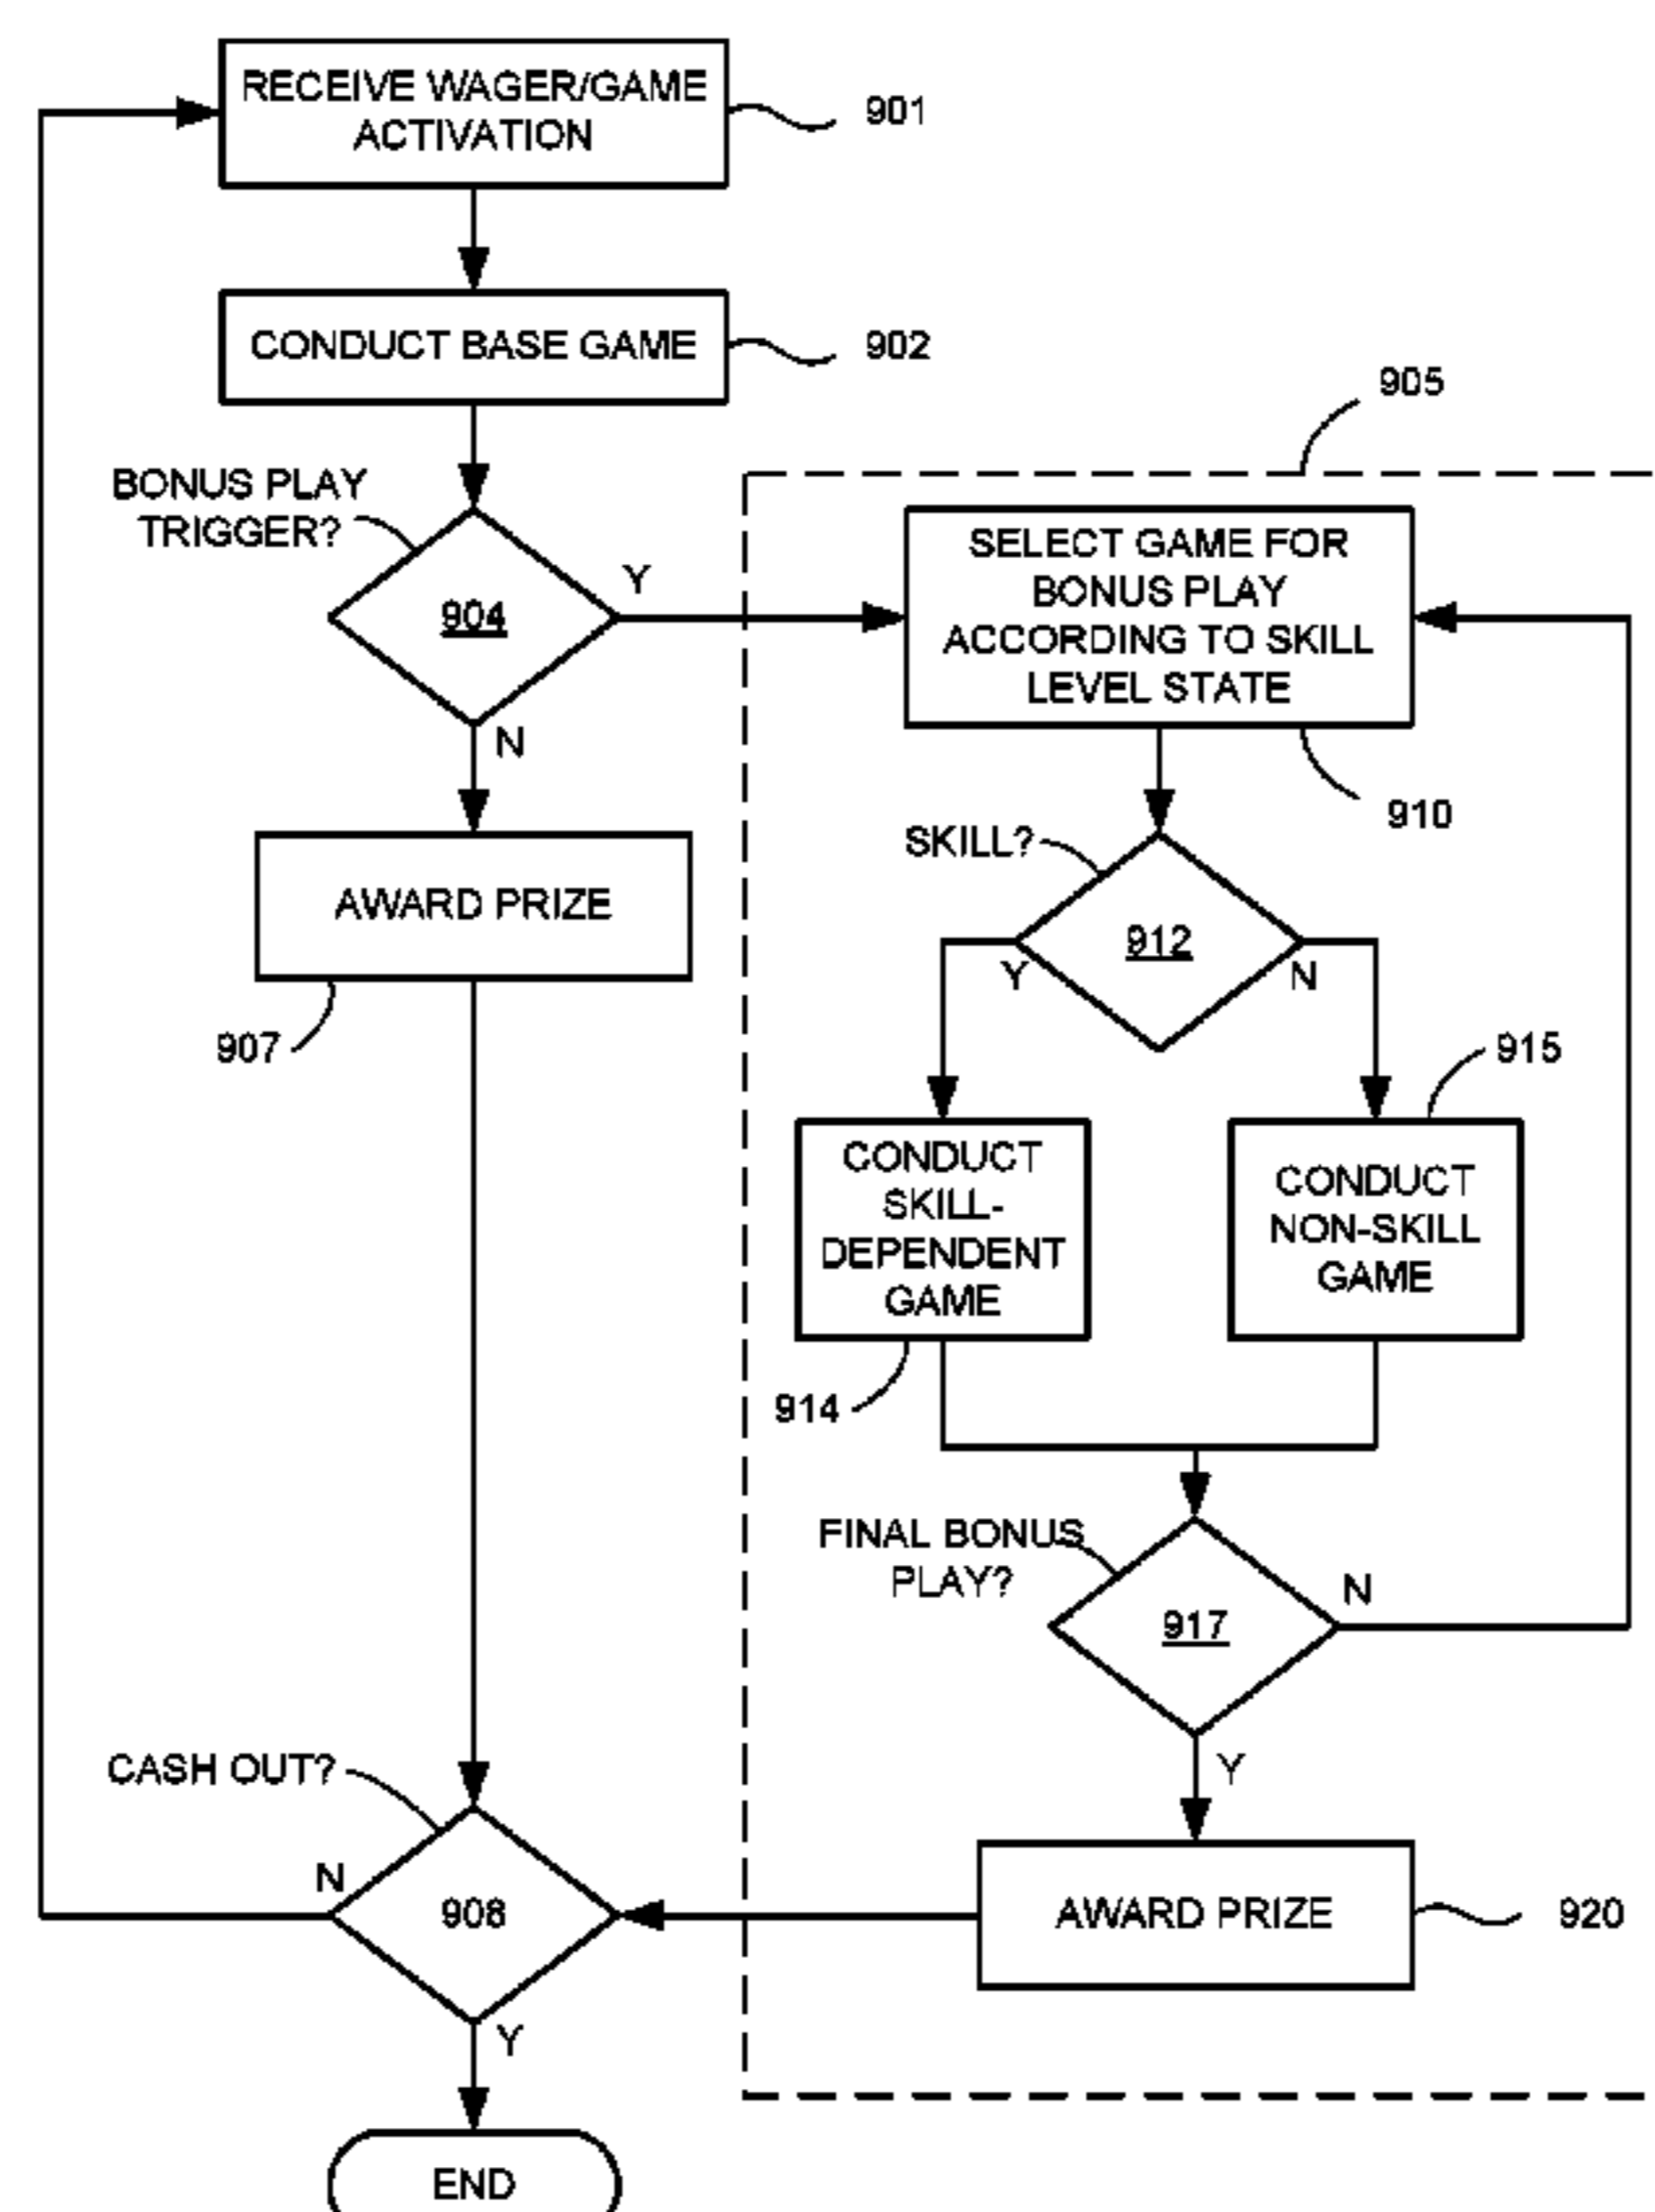 RECEIVE WAGER/GAME
ACTIVATION
901
CONDUCT BASE GAME
902
905
BONUS PLAY
TRIGGER?
904
Y
N
SELECT GAME FOR
BONUS PLAY
ACCORDING TO SKILL
LEVEL STATE
910
SKILL?
912
Y
N
AWARD PRIZE
907
915
CONDUCT
SKILL-
DEPENDENT
GAME
914
CONDUCT
NON-SKILL
GAME
FINAL BONUS
PLAY?
917
N
Y
CASH OUT?
N
908
Y
AWARD PRIZE
920
END